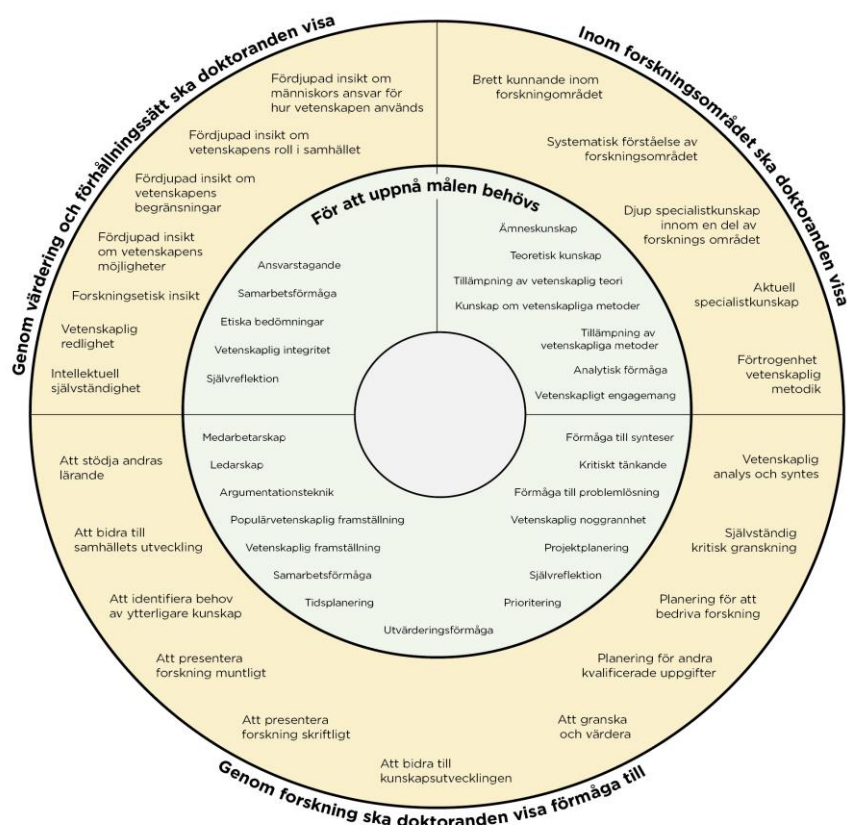 Genom värdering och förhållningssätt ska doktoranden visa
Fördjupad insikt om
människors ansvar för
hur vetenskapen används
Fördjupad insikt om
vetenskapens roll i samhället
Fördjupad insikt om
vetenskapens
begränsningar
Fördjupad insikt
om vetenskapens
möjligheter
Forskningsetisk insikt
Vetenskaplig
redlighet
Intellektuell
självständighet
Inom forskningsområdet ska doktoranden visa
Brett kunnande inom
forskningområdet
Systematisk förståelse av
forskningsområdet
Djup specialistkunskap
innom en del av
forsknings området
Aktuell
specialistkunskap
Förtrogenhet
vetenskaplig
metodik
För att uppnå målen behövs
Ansvarstagande
Samarbetsförmåga
Etiska bedömningar
Vetenskaplig integritet
Självreflektion
Ämneskunskap
Teoretisk kunskap
Tillämpning av vetenskaplig teori
Kunskap om vetenskapliga metoder
Tillämpning av
vetenskapliga metoder
Analytisk förmåga
Vetenskapligt engagemang
Medarbetarskap
Ledarskap
Argumentationsteknik
Populärvetenskaplig framställning
Vetenskaplig framställning
Samarbetsförmåga
Tidsplanering
Utvärderingsförmåga
Förmåga till synteser
Kritiskt tänkande
Förmåga till problemlösning
Vetenskaplig noggrannhet
Projektplanering
Självreflektion
Prioritering
Att stödja andras
lärande
Att bidra till
samhällets utveckling
Att identifiera behov
av ytterligare kunskap
Att presentera
forskning muntligt
Att presentera
forskning skriftligt
Att bidra till
kunskapsutvecklingen
Vetenskaplig
analys och syntes
Självständig
kritisk granskning
Planering för att
bedriva forskning
Planering för andra
kvalificerade uppgifter
Att granska
och värdera
Genom forskning ska doktoranden visa förmåga till